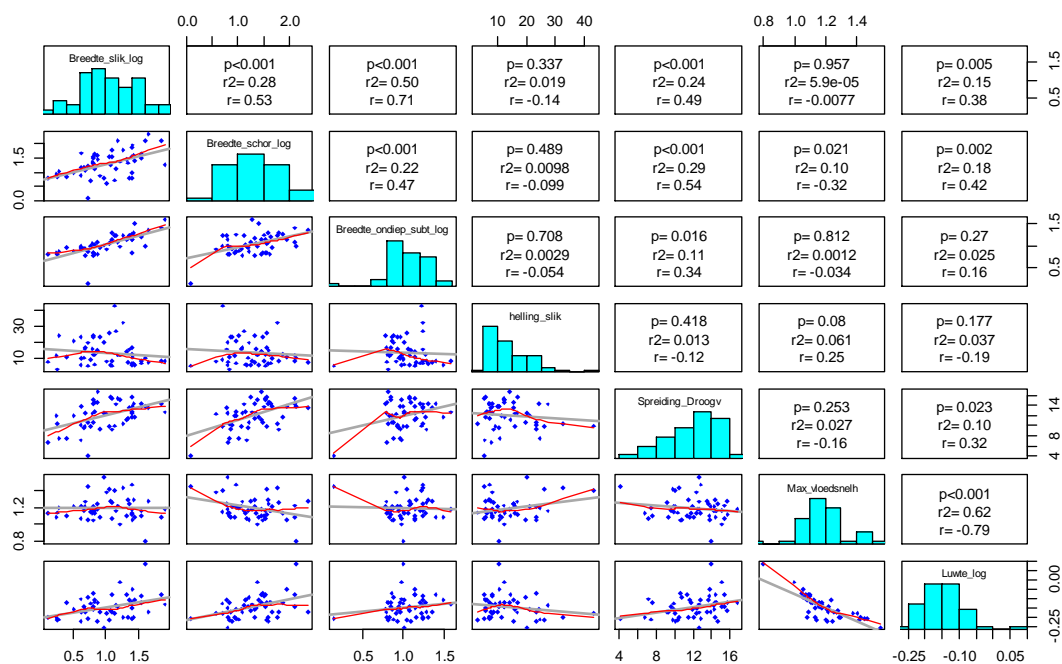 0.0 1.0 2.0
0 10 20 30 40
0.8 1.0 1.2 1.4
Breedte_slik_log
p<0.001
r2= 0.28
r= 0.53
p<0.001
r2= 0.50
r= 0.71
p= 0.337
r2= 0.019
r= -0.14
p<0.001
r2= 0.24
r= 0.49
p= 0.957
r2= 5.9e-05
r= -0.0077
p= 0.005
r2= 0.15
r= 0.38
0.5 1.5
0.0 1.5
Breedte_schor_log
p<0.001
r2= 0.22
r= 0.47
p= 0.489
r2= 0.0098
r= -0.099
p<0.001
r2= 0.29
r= 0.54
p= 0.021
r2= 0.10
r= -0.32
p= 0.002
r2= 0.18
r= 0.42
Breedte_ondiep_subt_log
p= 0.708
r2= 0.0029
r= -0.054
p= 0.016
r2= 0.11
r= 0.34
p= 0.812
r2= 0.0012
r= -0.034
p= 0.27
r2= 0.025
r= 0.16
0.5 1.5
10 30
helling_slik
p= 0.418
r2= 0.013
r= -0.12
p= 0.08
r2= 0.061
r= 0.25
p= 0.177
r2= 0.037
r= -0.19
Spreiding_Droogv
p= 0.253
r2= 0.027
r= -0.16
p= 0.023
r2= 0.10
r= 0.32
4 8 14
0.8 1.2
Max_vloedsnelh
p<0.001
r2= 0.62
r= -0.79
Luwte_log
-0.25 0.00
0.5 1.0 1.5
0.5 1.0 1.5
4 8 12 16
-0.25 -0.10 0.05